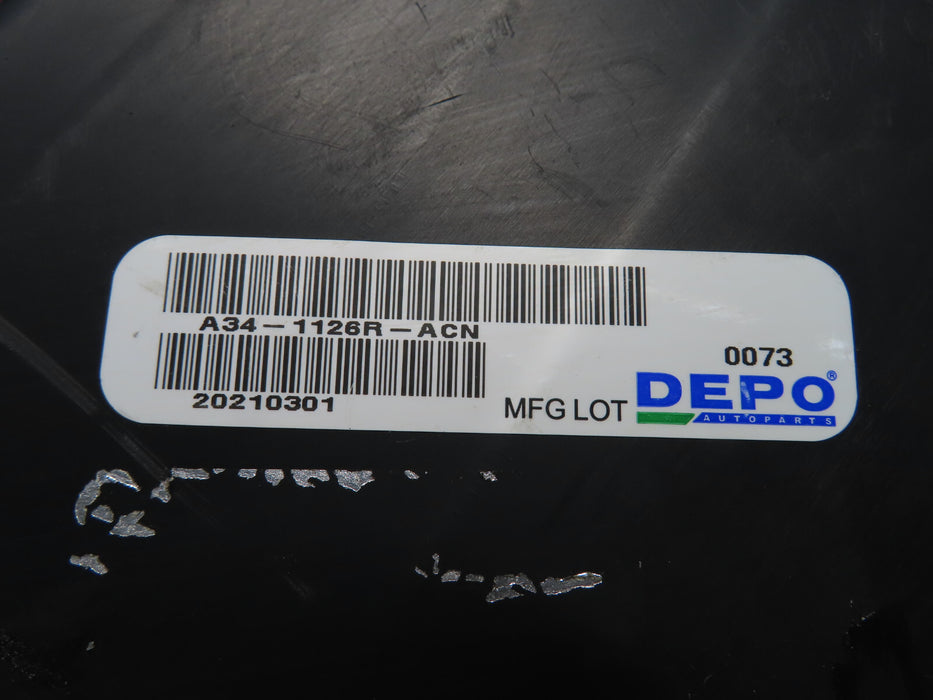 A34-1126R-ACN
20210301
0073
MFG LOT
DEPO®
AUTOPARTS